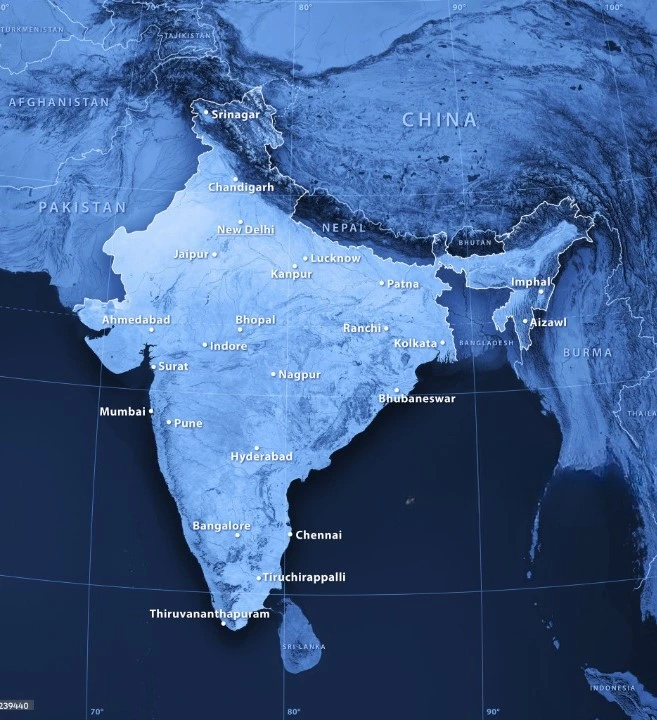 70°
80°
90°
100°
TURKMENISTAN
TAJIKISTAN
AFGHANISTAN
CHINA
Srinagar
Chandigarh
PAKISTAN
New Delhi
NEPAL
BHUTAN
Jaipur
Lucknow
Kanpur
Patna
Imphal
Ahmedabad
Bhopal
Ranchi
Aizawl
Indore
Kolkata
BANGLADESH
BURMA
Surat
Nagpur
Bhubaneswar
Mumbai
Pune
Hyderabad
Bangalore
Chennai
Tiruchirappalli
Thiruvananthapuram
SRI LANKA
INDONESIA
239440
70°
80°
90°